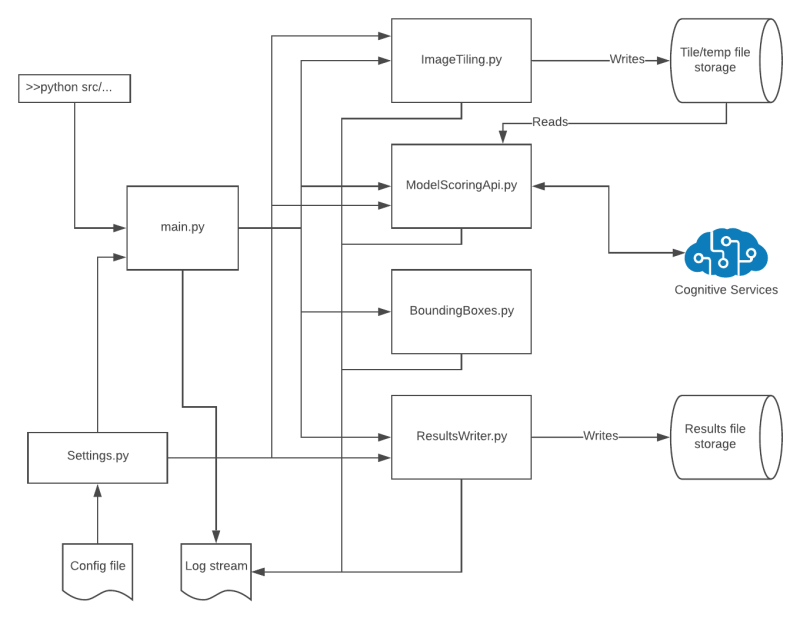 ImageTiling.py
Writes
Tile/temp file
storage
>>python src/...
Reads
ModelScoringApi.py
main.py
Cognitive Services
BoundingBoxes.py
ResultsWriter.py
Writes
Results file
storage
Settings.py
Config file
Log stream